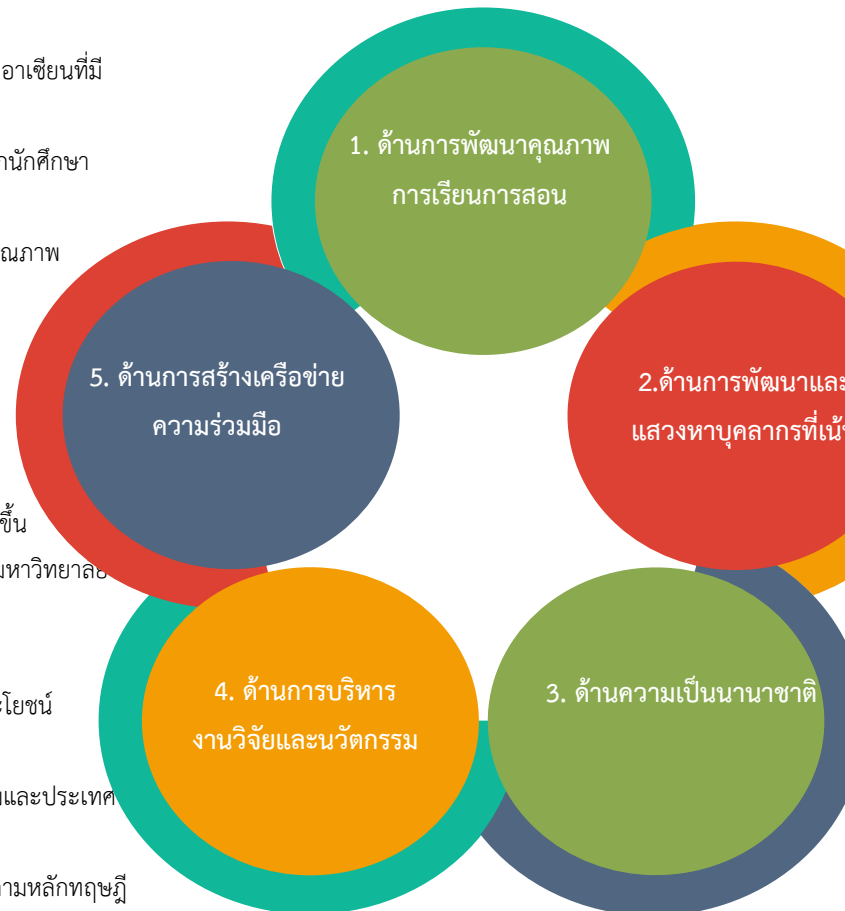 อาเซียนที่มี
นักศึกษา
ณภาพ
ขึ้น
มหาวิทยาลัย
ะโยชน์
และประเทศ
ามหลักทฤษฎี
1. ด้านการพัฒนาคุณภาพ
การเรียนการสอน
2.ด้านการพัฒนาและ
แสวงหาบุคลากรที่เน้
3. ด้านความเป็นนานาชาติ
4. ด้านการบริหาร
งานวิจัยและนวัตกรรม
5. ด้านการสร้างเครือข่าย
ความร่วมมือ